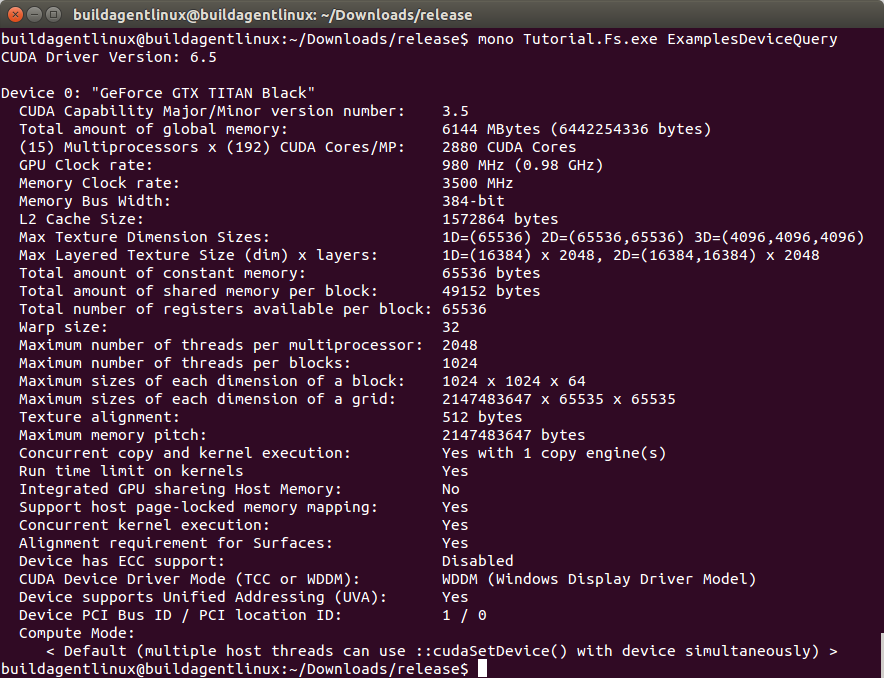 buildagentlinux@buildagentlinux: ~/Downloads/release
buildagentlinux@buildagentlinux:~/Downloads/release$ mono Tutorial.Fs.exe ExamplesDeviceQuery
CUDA Driver Version: 6.5

Device 0: "GeForce GTX TITAN Black"
  CUDA Capability Major/Minor version number:    3.5
  Total amount of global memory:                 6144 MBytes (6442254336 bytes)
  (15) Multiprocessors x (192) CUDA Cores/MP:    2880 CUDA Cores
  GPU Clock rate:                                980 MHz (0.98 GHz)
  Memory Clock rate:                             3500 MHz
  Memory Bus Width:                              384-bit
  L2 Cache Size:                                 1572864 bytes
  Max Texture Dimension Sizes:                   1D=(65536) 2D=(65536,65536) 3D=(4096,4096,4096)
  Max Layered Texture Size (dim) x layers:       1D=(16384) x 2048, 2D=(16384,16384) x 2048
  Total amount of constant memory:               65536 bytes
  Total amount of shared memory per block:       49152 bytes
  Total number of registers available per block: 65536
  Warp size:                                     32
  Maximum number of threads per multiprocessor:  2048
  Maximum number of threads per blocks:          1024
  Maximum sizes of each dimension of a block:    1024 x 1024 x 64
  Maximum sizes of each dimension of a grid:     2147483647 x 65535 x 65535
  Texture alignment:                             512 bytes
  Maximum memory pitch:                          2147483647 bytes
  Concurrent copy and kernel execution:          Yes with 1 copy engine(s)
  Run time limit on kernels                      Yes
  Integrated GPU shareing Host Memory:           No
  Support host page-locked memory mapping:       Yes
  Concurrent kernel execution:                   Yes
  Alignment requirement for Surfaces:            Yes
  Device has ECC support:                        Disabled
  CUDA Device Driver Mode (TCC or WDDM):         WDDM (Windows Display Driver Model)
  Device supports Unified Addressing (UVA):      Yes
  Device PCI Bus ID / PCI location ID:           1 / 0
  Compute Mode:
     < Default (multiple host threads can use ::cudaSetDevice() with device simultaneously) >
buildagentlinux@buildagentlinux:~/Downloads/release$